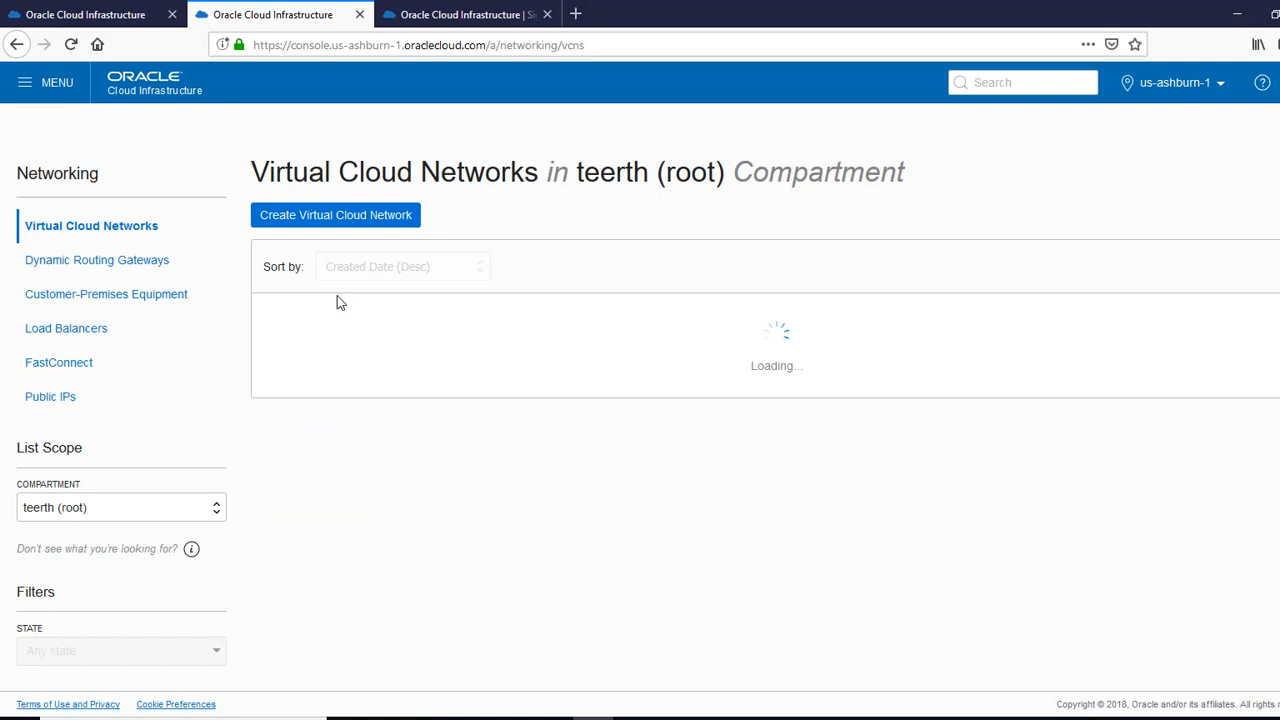 Oracle Cloud Infrastructure
Oracle Cloud Infrastructure
Oracle Cloud Infrastructure |
https://console.us-ashburn-1.oraclecloud.com/a/networking/vcns
MENU
ORACLE
Cloud Infrastructure
Search
us-ashburn-1
Networking
Virtual Cloud Networks
Dynamic Routing Gateways
Customer-Premises Equipment
Load Balancers
FastConnect
Public IPs
List Scope
COMPARTMENT
teerth (root)
Don't see what you're looking for?
Filters
STATE
Any state
Virtual Cloud Networks in teerth (root) Compartment
Create Virtual Cloud Network
Sort by: Created Date (Desc)
Loading...
Terms of Use and Privacy Cookie Preferences
Copyright © 2018, Oracle and/or its affiliates. All rights